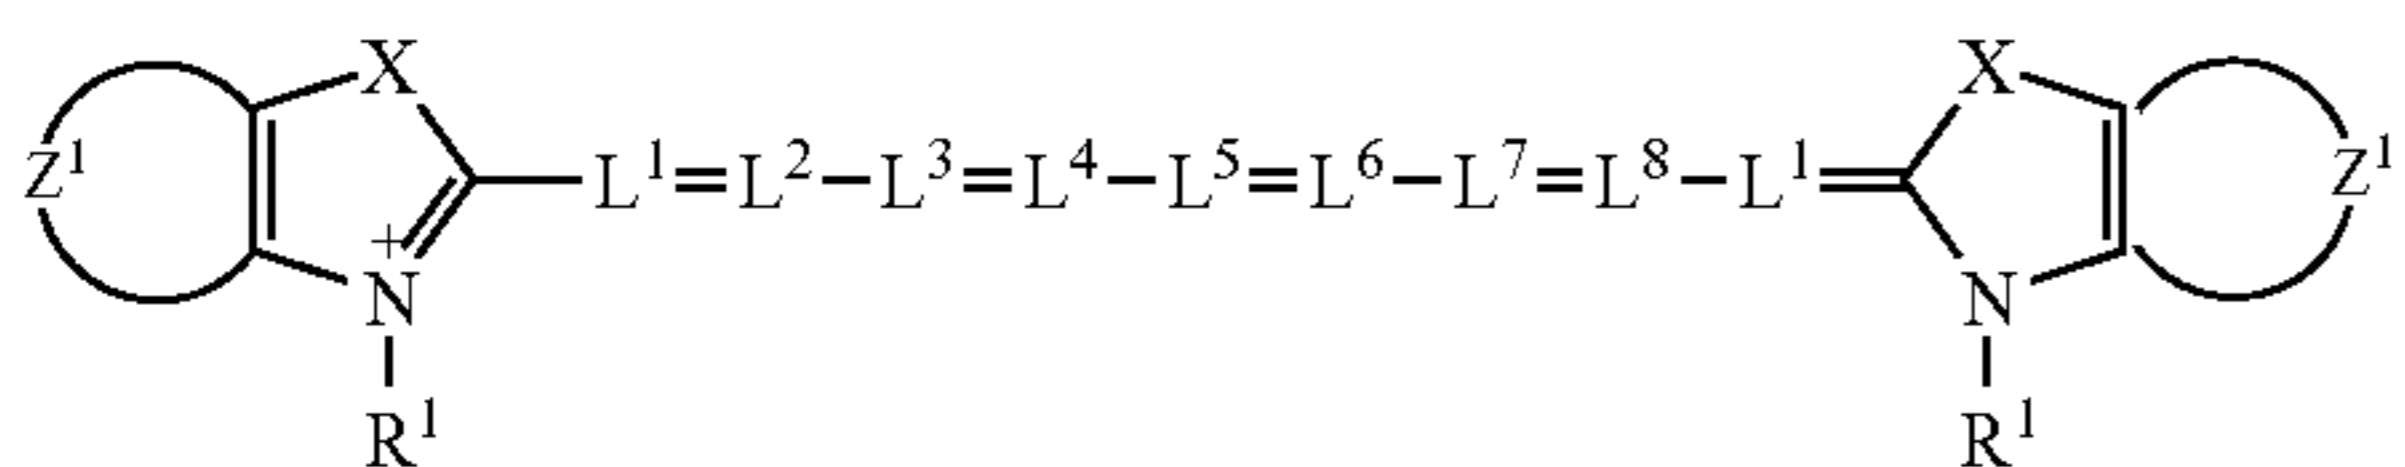 X X
Z¹ L¹=L²–L³=L⁴–L⁵=L⁶–L⁷=L⁸–L¹= Z¹
+
N N
R¹ R¹